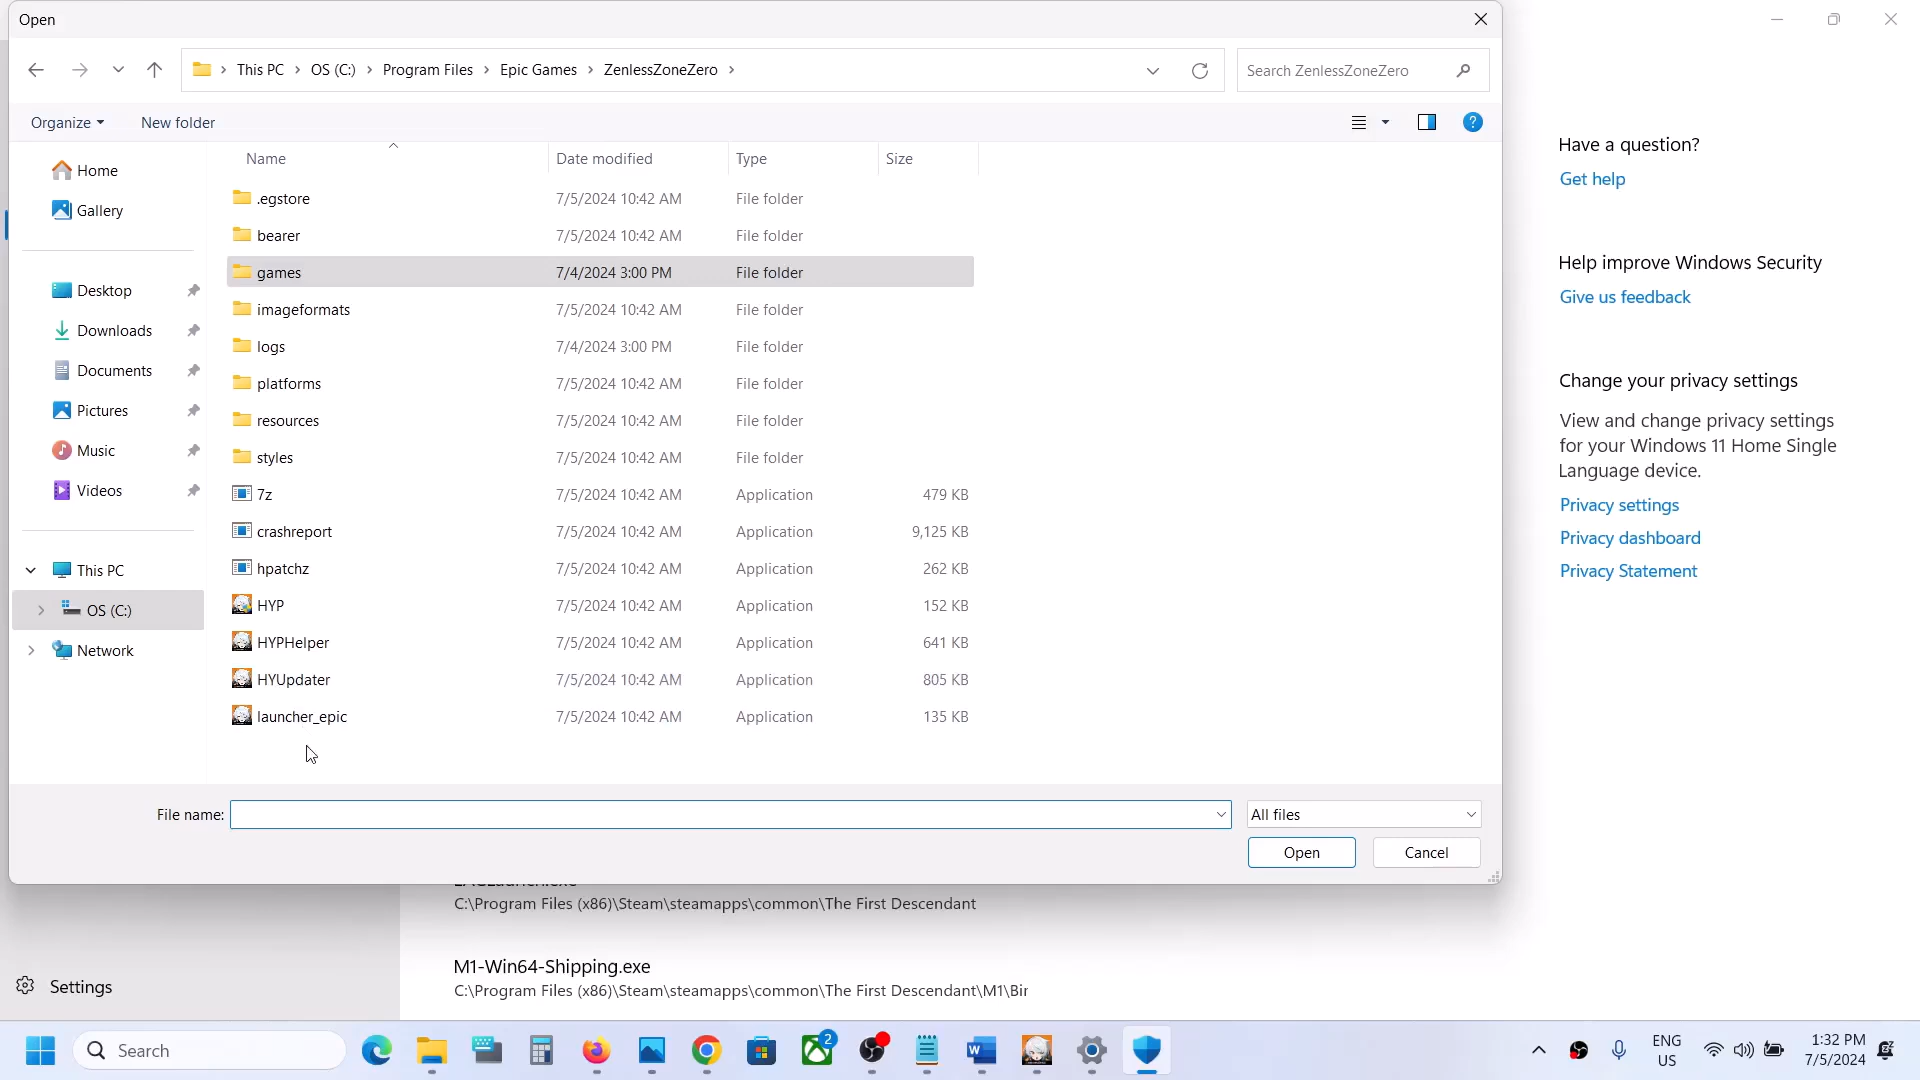 Open
This PC > OS (C:) > Program Files > Epic Games > ZenlessZoneZero >
Search ZenlessZoneZero
Organize
New folder
Name Date modified Type Size
Home
Gallery
Desktop
Downloads
Documents
Pictures
Music
Videos
This PC
OS (C:)
Network
.egstore 7/5/2024 10:42 AM File folder
bearer 7/5/2024 10:42 AM File folder
games 7/4/2024 3:00 PM File folder
imageformats 7/5/2024 10:42 AM File folder
logs 7/4/2024 3:00 PM File folder
platforms 7/5/2024 10:42 AM File folder
resources 7/5/2024 10:42 AM File folder
styles 7/5/2024 10:42 AM File folder
7z 7/5/2024 10:42 AM Application 479 KB
crashreport 7/5/2024 10:42 AM Application 9,125 KB
hpatchz 7/5/2024 10:42 AM Application 262 KB
HYP 7/5/2024 10:42 AM Application 152 KB
HYPHelper 7/5/2024 10:42 AM Application 641 KB
HYUpdater 7/5/2024 10:42 AM Application 805 KB
launcher_epic 7/5/2024 10:42 AM Application 135 KB
File name:
All files
Open
Cancel
Have a question?
Get help
Help improve Windows Security
Give us feedback
Change your privacy settings
View and change privacy settings
for your Windows 11 Home Single
Language device.
Privacy settings
Privacy dashboard
Privacy Statement
C:\Program Files (x86)\Steam\steamapps\common\The First Descendant
M1-Win64-Shipping.exe
C:\Program Files (x86)\Steam\steamapps\common\The First Descendant\M1\Bir
Settings
Search
2
ENG
US
1:32 PM
7/5/2024